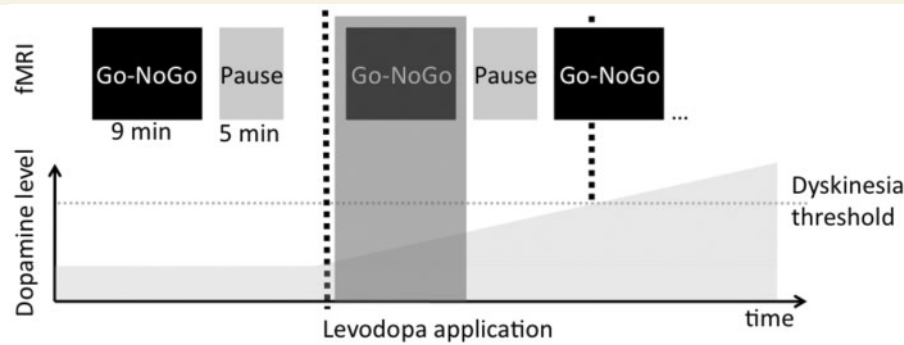 fMRI
Go-NoGo
Pause
Go-NoGo
Pause
Go-NoGo
...
9 min
5 min
Dopamine level
Dyskinesia
threshold
Levodopa application
time